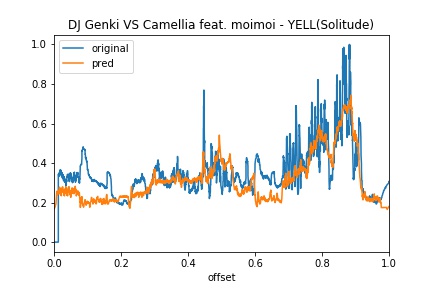 DJ Genki VS Camellia feat. moimoi - YELL(Solitude)
original
pred
1.0
0.8
0.6
0.4
0.2
0.0
0.0 0.2 0.4 0.6 0.8 1.0
offset